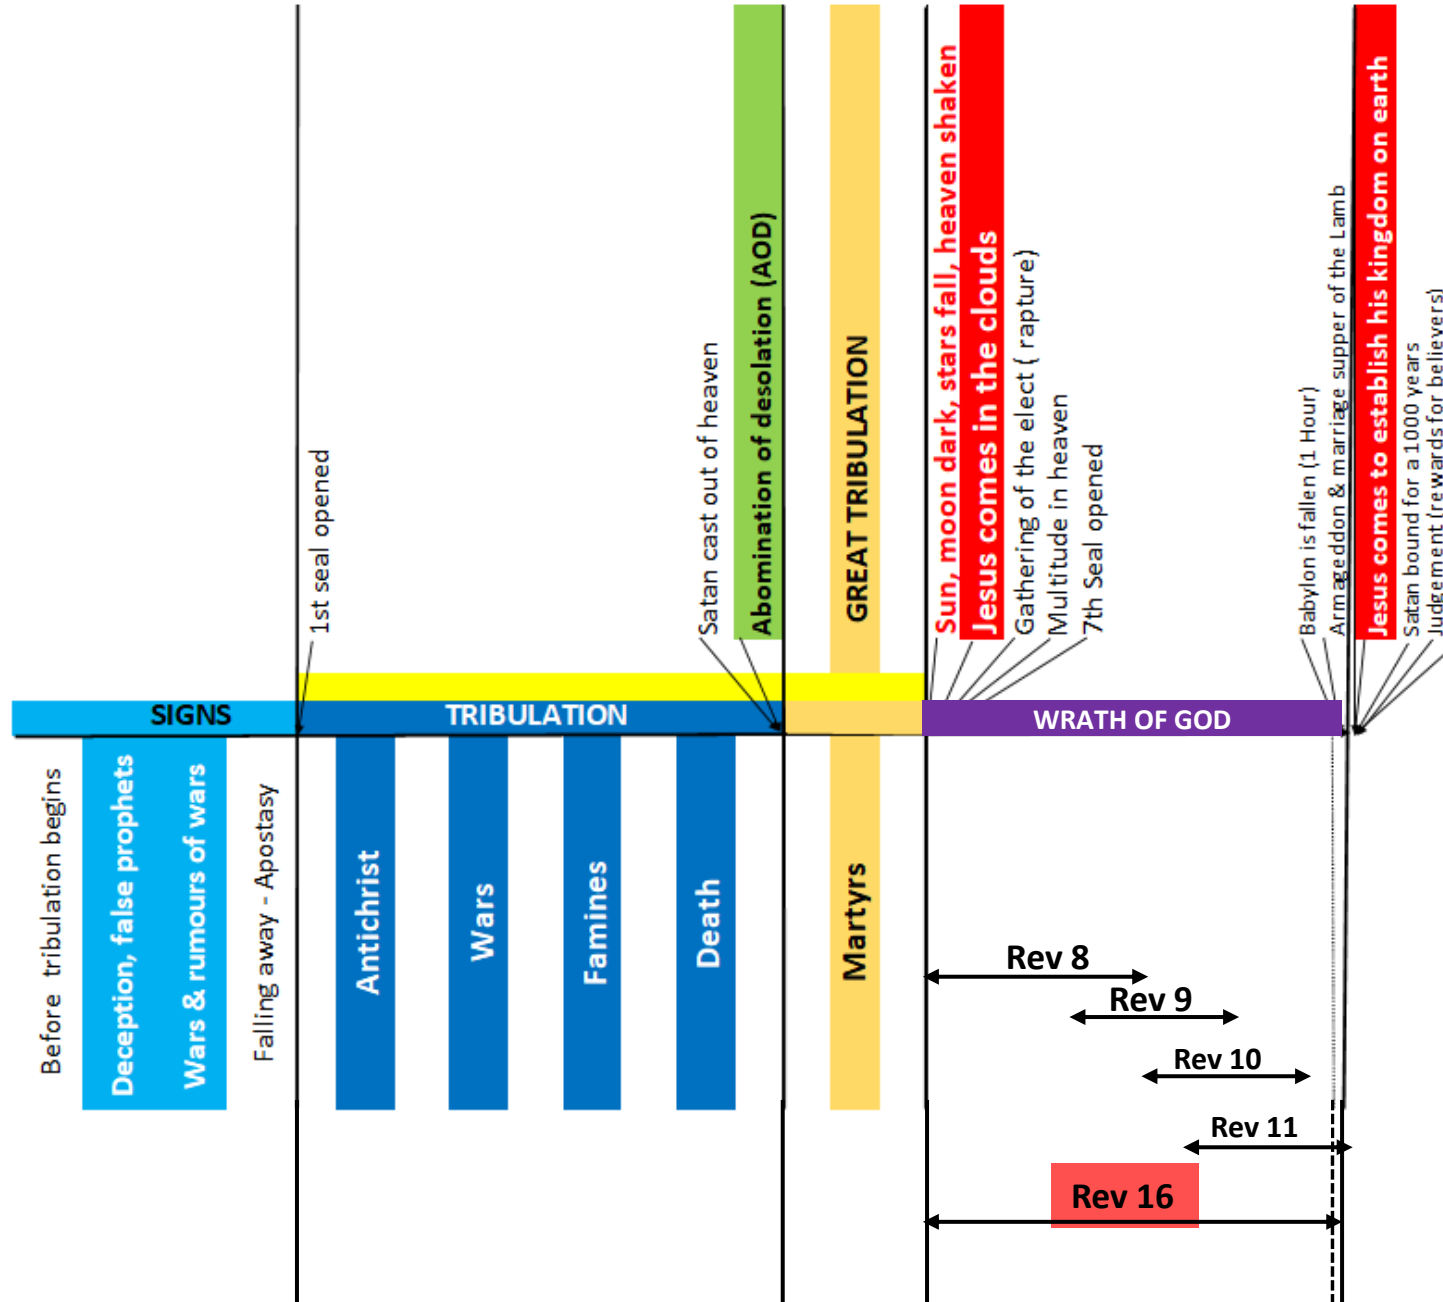 1st seal opened
Satan cast out of heaven
Abomination of desolation (AOD)
GREAT TRIBULATION
Sun, moon dark, stars fall, heaven shaken
Jesus comes in the clouds
Gathering of the elect ( rapture)
Multitude in heaven
7th Seal opened
Babylon is fallen (1 Hour)
Armageddon & marriage supper of the Lamb
Jesus comes to establish his kingdom on earth
Satan bound for a 1000 years
Judgement (rewards for believers)
SIGNS
TRIBULATION
WRATH OF GOD
Before tribulation begins
Deception, false prophets
Wars & rumours of wars
Falling away - Apostasy
Antichrist
Wars
Famines
Death
Martyrs
Rev 8
Rev 9
Rev 10
Rev 11
Rev 16